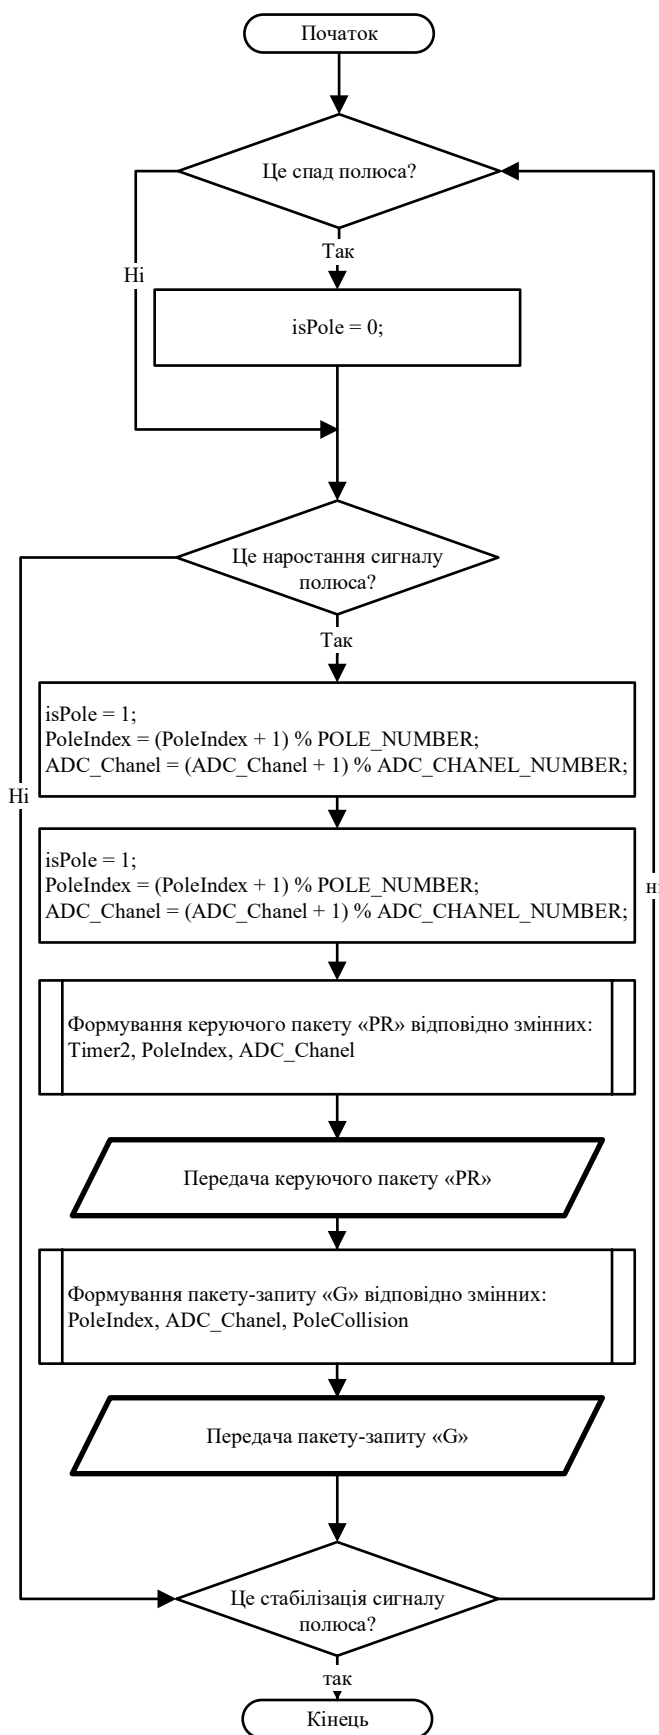 Початок
Це спад полюса?
Так
Ні
isPole = 0;
Це наростання сигналу
полюса?
Так
isPole = 1;
PoleIndex = (PoleIndex + 1) % POLE_NUMBER;
ADC_Chanel = (ADC_Chanel + 1) % ADC_CHANEL_NUMBER;
Ні
isPole = 1;
PoleIndex = (PoleIndex + 1) % POLE_NUMBER;
ADC_Chanel = (ADC_Chanel + 1) % ADC_CHANEL_NUMBER;
Формування керуючого пакету «PR» відповідно змінних:
Timer2, PoleIndex, ADC_Chanel
Передача керуючого пакету «PR»
Формування пакету-запиту «G» відповідно змінних:
PoleIndex, ADC_Chanel, PoleCollision
Передача пакету-запиту «G»
Це стабілізація сигналу
полюса?
так
Кінець